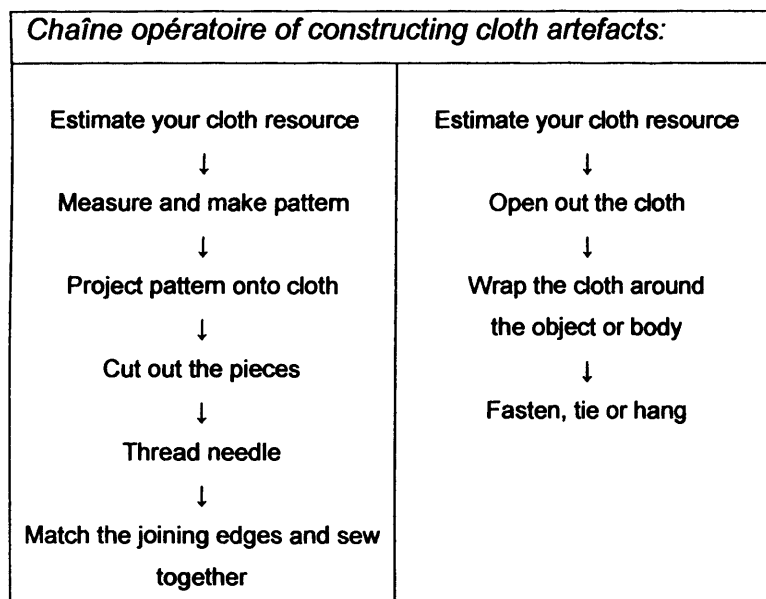 Chaîne opératoire of constructing cloth artefacts:
Estimate your cloth resource
↓
Measure and make pattern
↓
Project pattern onto cloth
↓
Cut out the pieces
↓
Thread needle
↓
Match the joining edges and sew
together
Estimate your cloth resource
↓
Open out the cloth
↓
Wrap the cloth around
the object or body
↓
Fasten, tie or hang